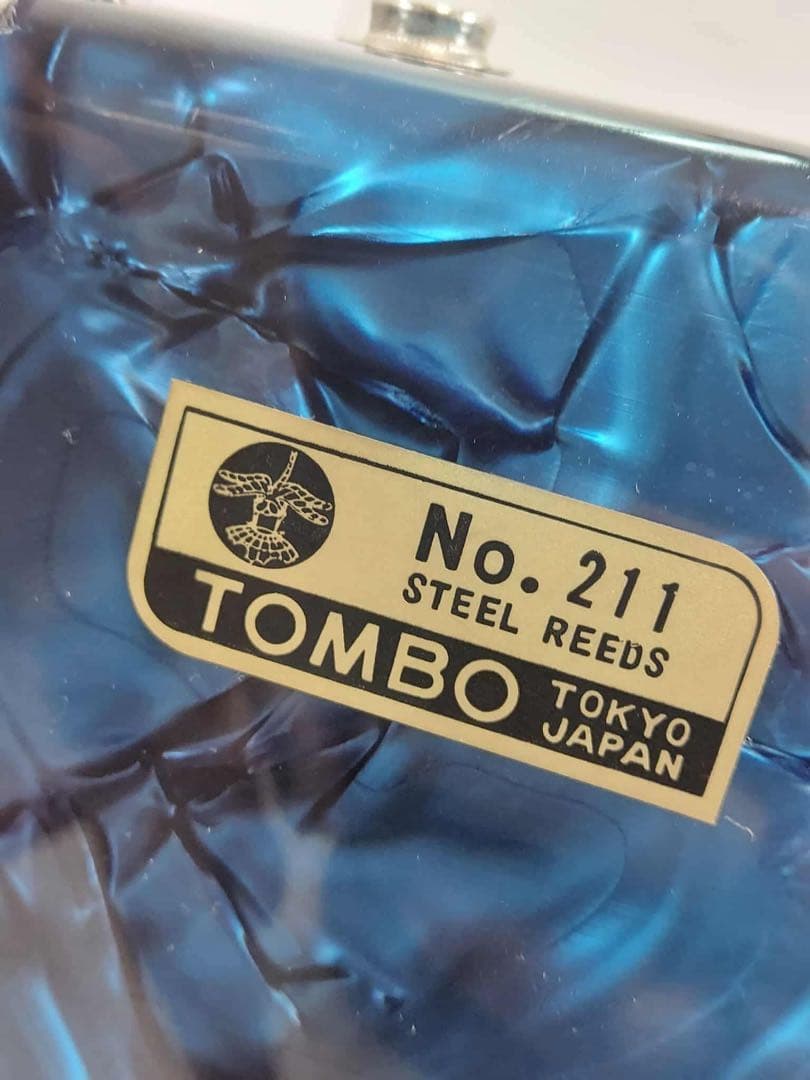 No. 211
STEEL REEDS
TOMBO
TOKYO
JAPAN